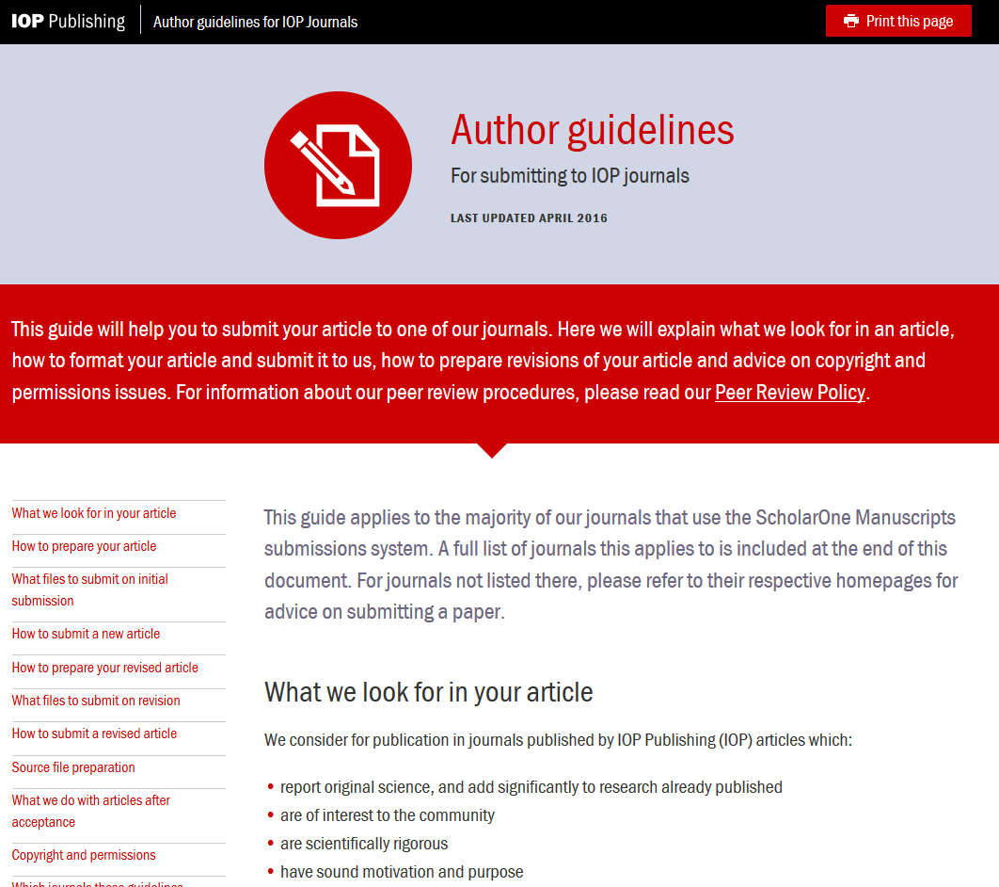 IOP Publishing
Author guidelines for IOP Journals
Print this page
Author guidelines
For submitting to IOP journals
LAST UPDATED APRIL 2016
This guide will help you to submit your article to one of our journals. Here we will explain what we look for in an article,
how to format your article and submit it to us, how to prepare revisions of your article and advice on copyright and
permissions issues. For information about our peer review procedures, please read our Peer Review Policy.
What we look for in your article
How to prepare your article
What files to submit on initial
submission
How to submit a new article
How to prepare your revised article
What files to submit on revision
How to submit a revised article
Source file preparation
What we do with articles after
acceptance
Copyright and permissions
Which journals these guidelines
This guide applies to the majority of our journals that use the ScholarOne Manuscripts
submissions system. A full list of journals this applies to is included at the end of this
document. For journals not listed there, please refer to their respective homepages for
advice on submitting a paper.
What we look for in your article
We consider for publication in journals published by IOP Publishing (IOP) articles which:
• report original science, and add significantly to research already published
• are of interest to the community
• are scientifically rigorous
• have sound motivation and purpose